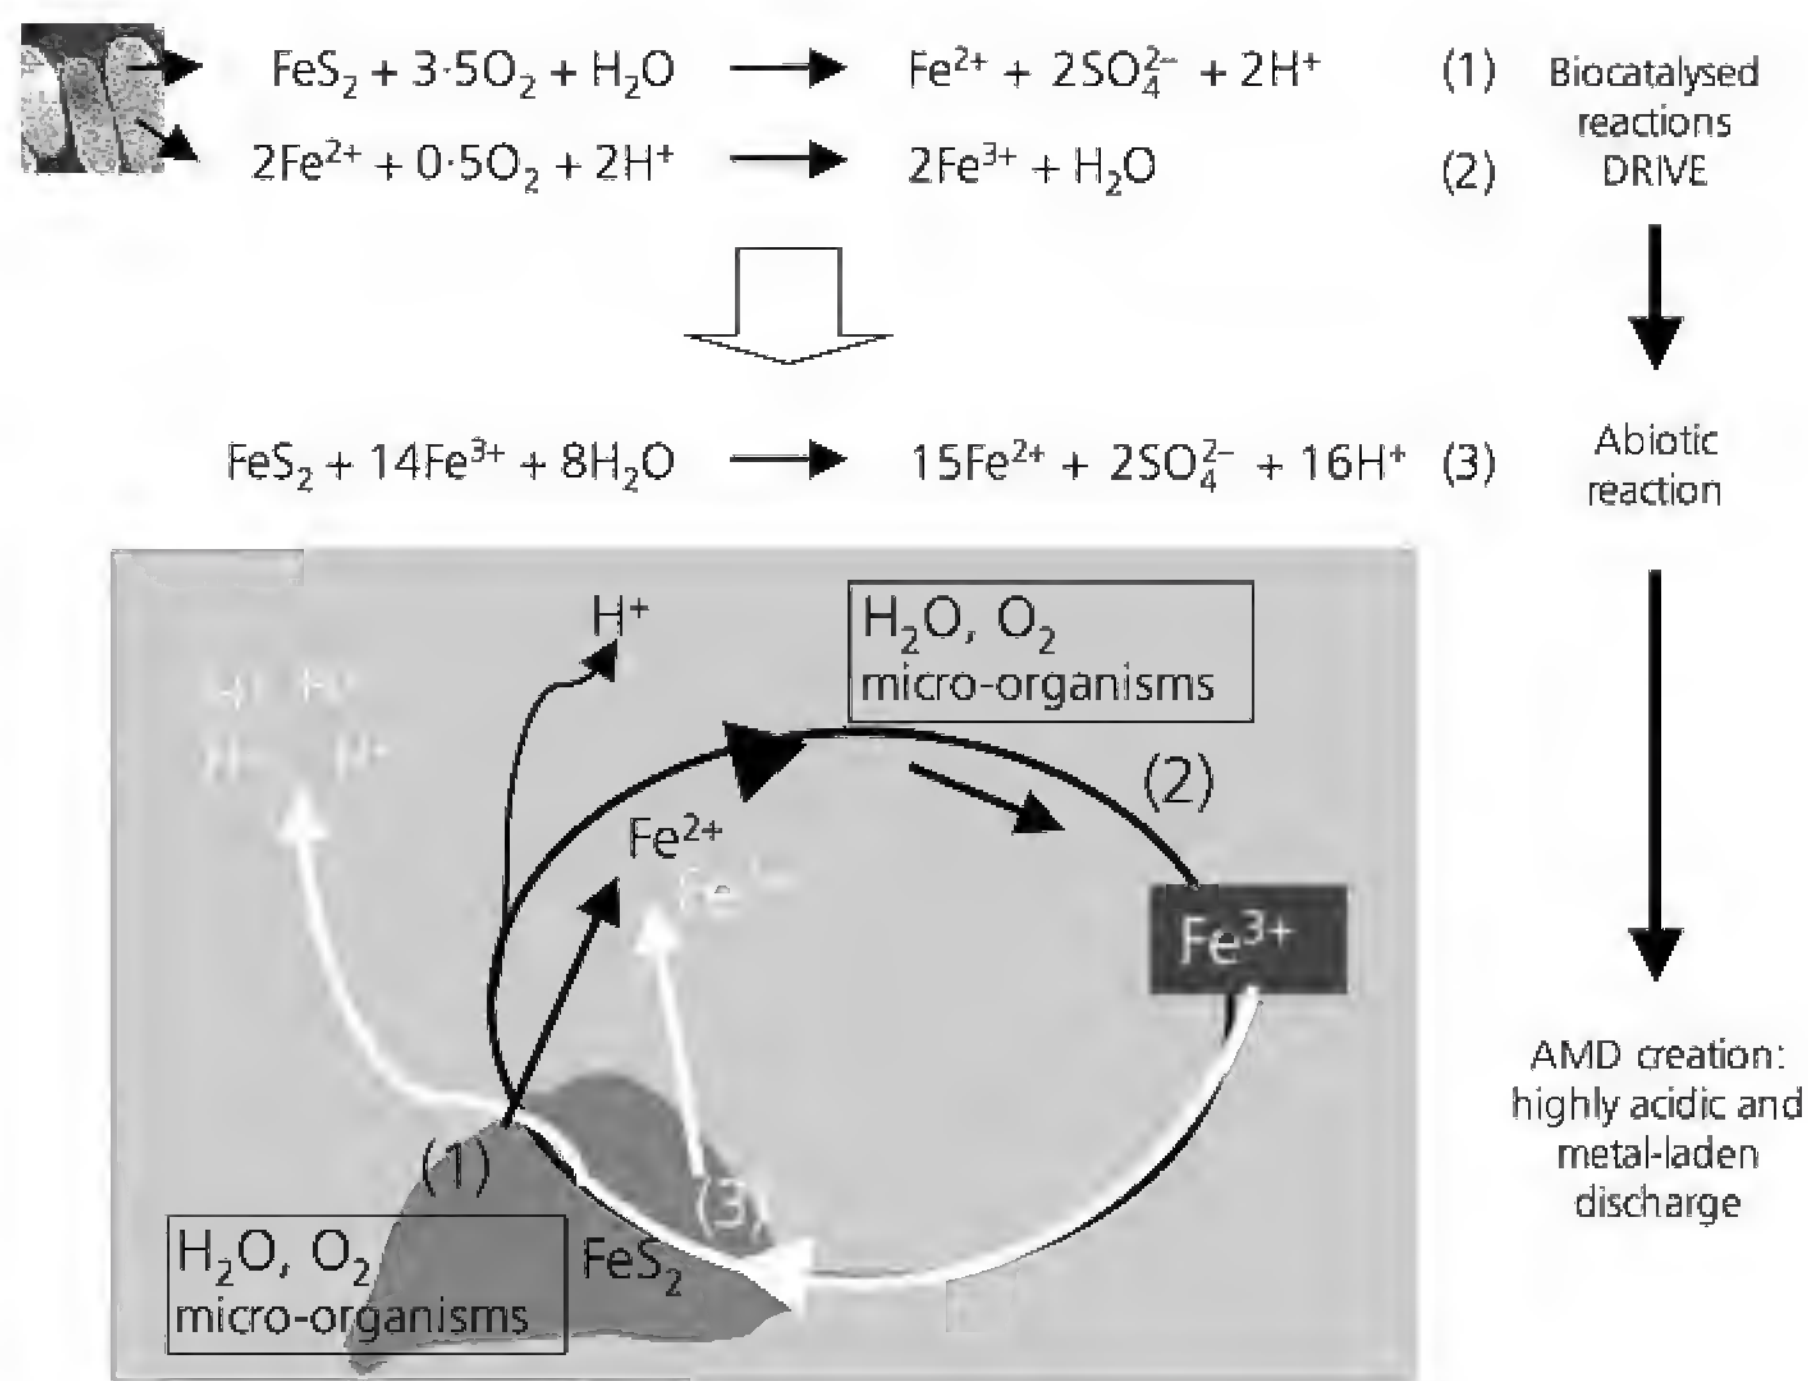 FeS₂ + 3·5O₂ + H₂O → Fe²⁺ + 2SO₄²⁻ + 2H⁺ (1)
2Fe²⁺ + 0·5O₂ + 2H⁺ → 2Fe³⁺ + H₂O (2)
Biocatalysed
reactions
DRIVE
FeS₂ + 14Fe³⁺ + 8H₂O → 15Fe²⁺ + 2SO₄²⁻ + 16H⁺ (3)
Abiotic
reaction
H⁺
H₂O, O₂
micro-organisms
(2)
Fe²⁺
Fe
Fe³⁺
(1)
(3)
H₂O, O₂
micro-organisms
FeS₂
AMD creation:
highly acidic and
metal-laden
discharge